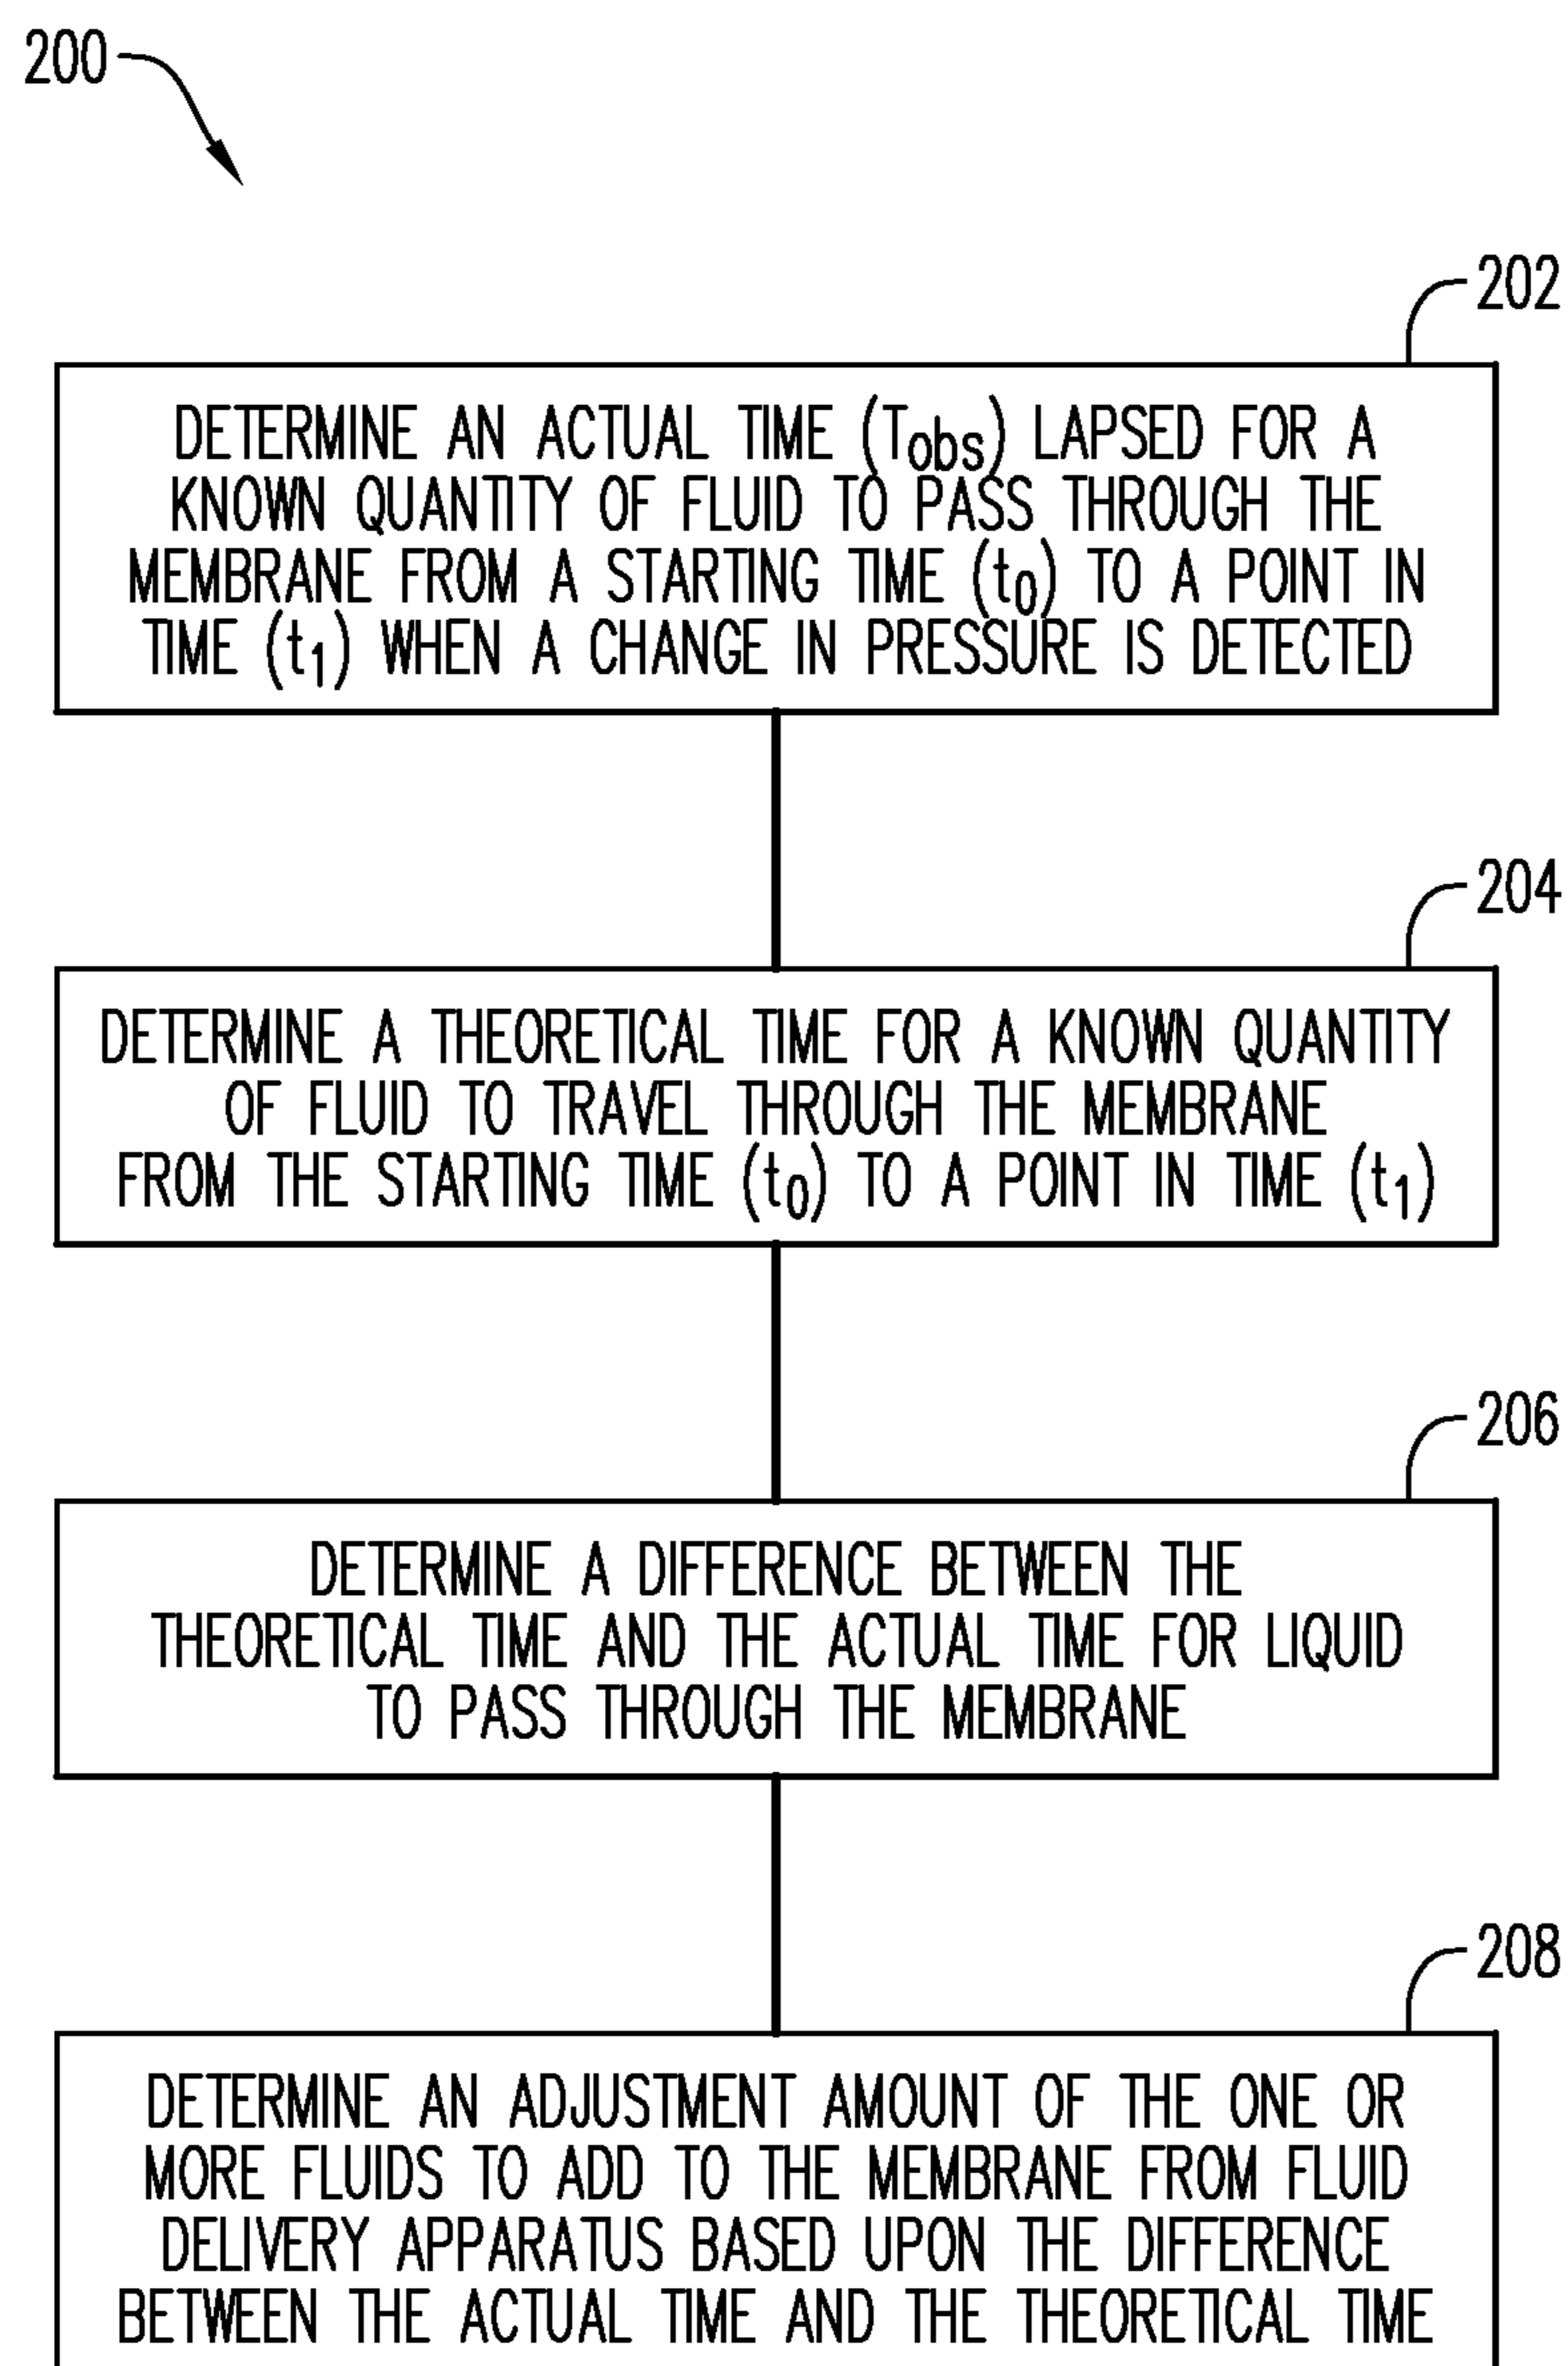 200
202
DETERMINE AN ACTUAL TIME (Tobs) LAPSED FOR A
KNOWN QUANTITY OF FLUID TO PASS THROUGH THE
MEMBRANE FROM A STARTING TIME (t0) TO A POINT IN
TIME (t1) WHEN A CHANGE IN PRESSURE IS DETECTED
204
DETERMINE A THEORETICAL TIME FOR A KNOWN QUANTITY
OF FLUID TO TRAVEL THROUGH THE MEMBRANE
FROM THE STARTING TIME (t0) TO A POINT IN TIME (t1)
206
DETERMINE A DIFFERENCE BETWEEN THE
THEORETICAL TIME AND THE ACTUAL TIME FOR LIQUID
TO PASS THROUGH THE MEMBRANE
208
DETERMINE AN ADJUSTMENT AMOUNT OF THE ONE OR
MORE FLUIDS TO ADD TO THE MEMBRANE FROM FLUID
DELIVERY APPARATUS BASED UPON THE DIFFERENCE
BETWEEN THE ACTUAL TIME AND THE THEORETICAL TIME